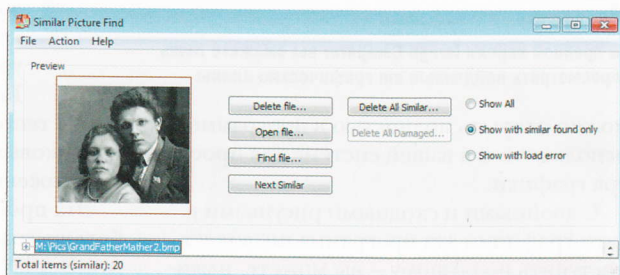 Similar Picture Find
File Action Help
Preview
Delete file...
Delete All Similar...
Show All
Open file...
Delete All Damaged...
Show with similar found only
Find file...
Show with load error
Next Similar
M:\Pics\GrandFatherMather2.bmp
Total items (similar): 20